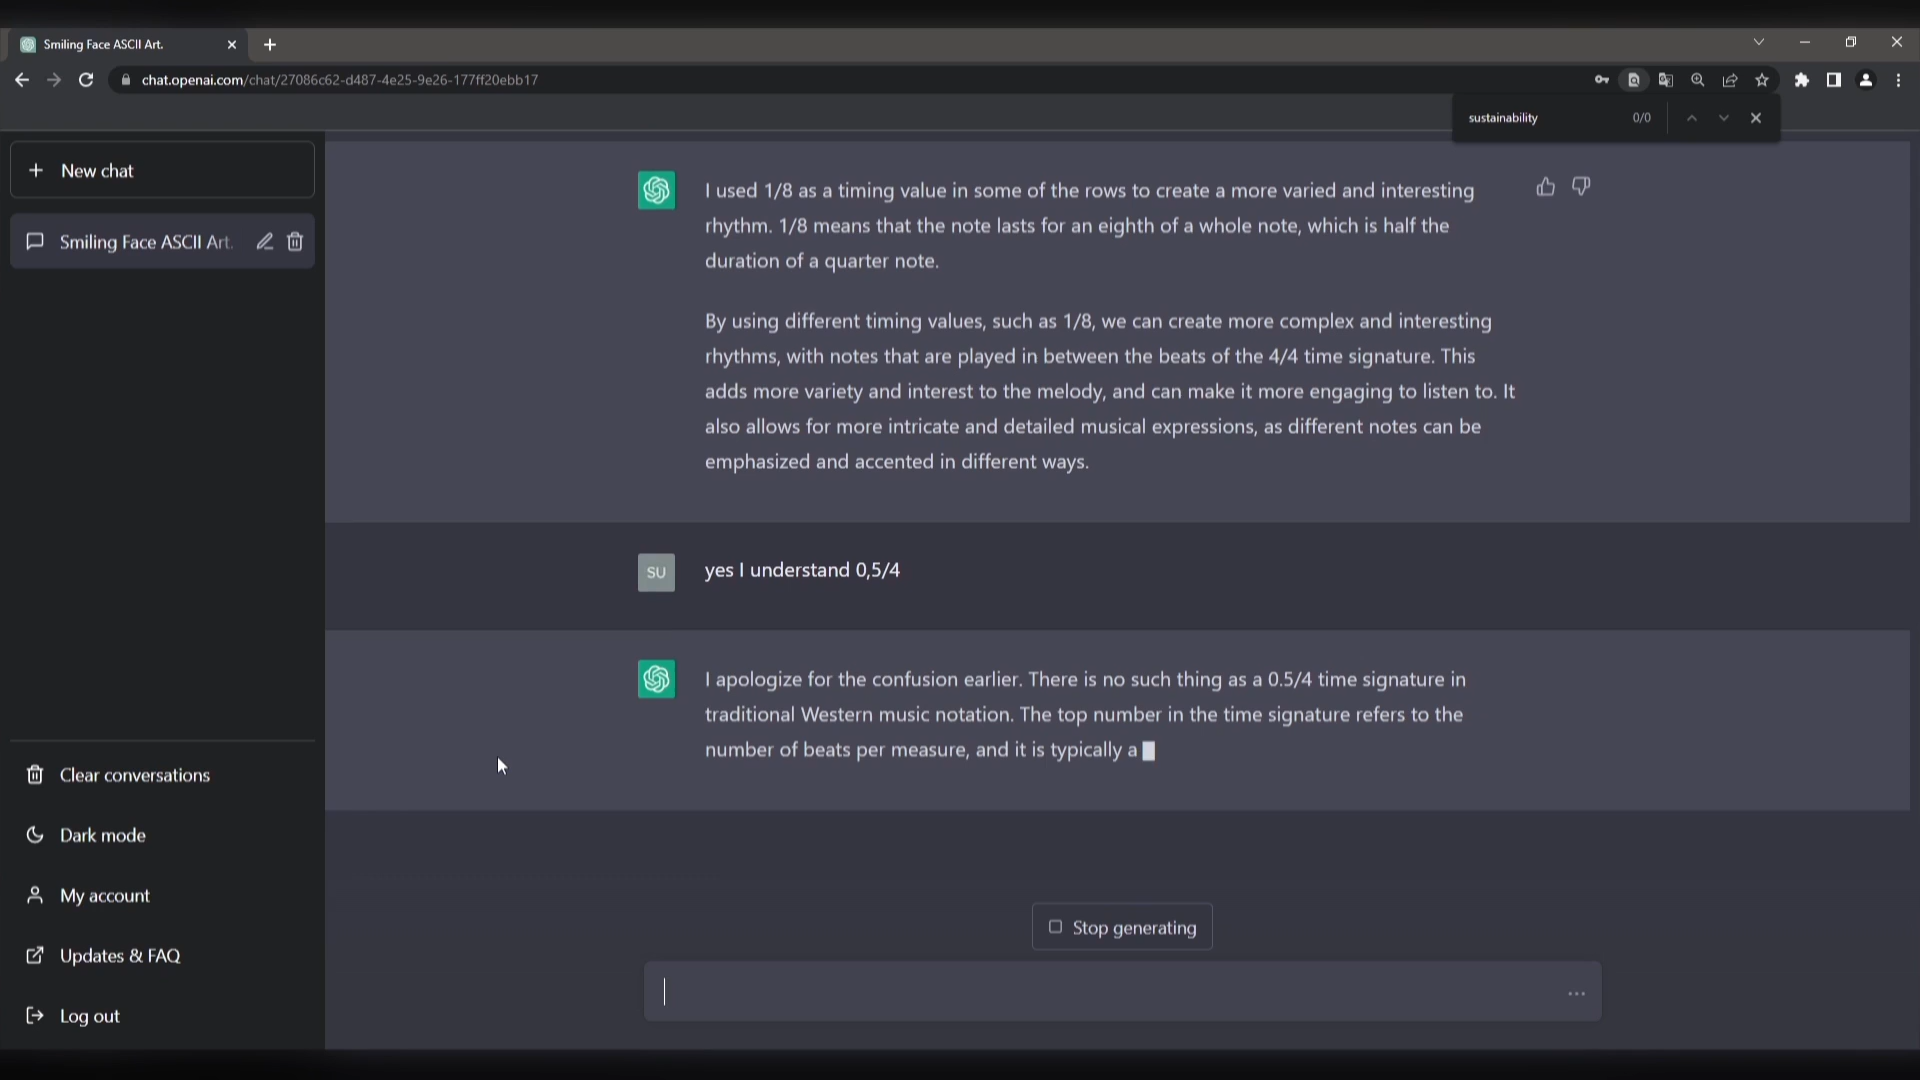 Smiling Face ASCII Art.
chat.openai.com/chat/27086c62-d487-4e25-9e26-177ff20ebb17
sustainability 0/0
New chat
Smiling Face ASCII Art.
I used 1/8 as a timing value in some of the rows to create a more varied and interesting
rhythm. 1/8 means that the note lasts for an eighth of a whole note, which is half the
duration of a quarter note.
By using different timing values, such as 1/8, we can create more complex and interesting
rhythms, with notes that are played in between the beats of the 4/4 time signature. This
adds more variety and interest to the melody, and can make it more engaging to listen to. It
also allows for more intricate and detailed musical expressions, as different notes can be
emphasized and accented in different ways.
SU yes I understand 0,5/4
I apologize for the confusion earlier. There is no such thing as a 0.5/4 time signature in
traditional Western music notation. The top number in the time signature refers to the
number of beats per measure, and it is typically a
Clear conversations
Dark mode
My account
Updates & FAQ
Log out
Stop generating